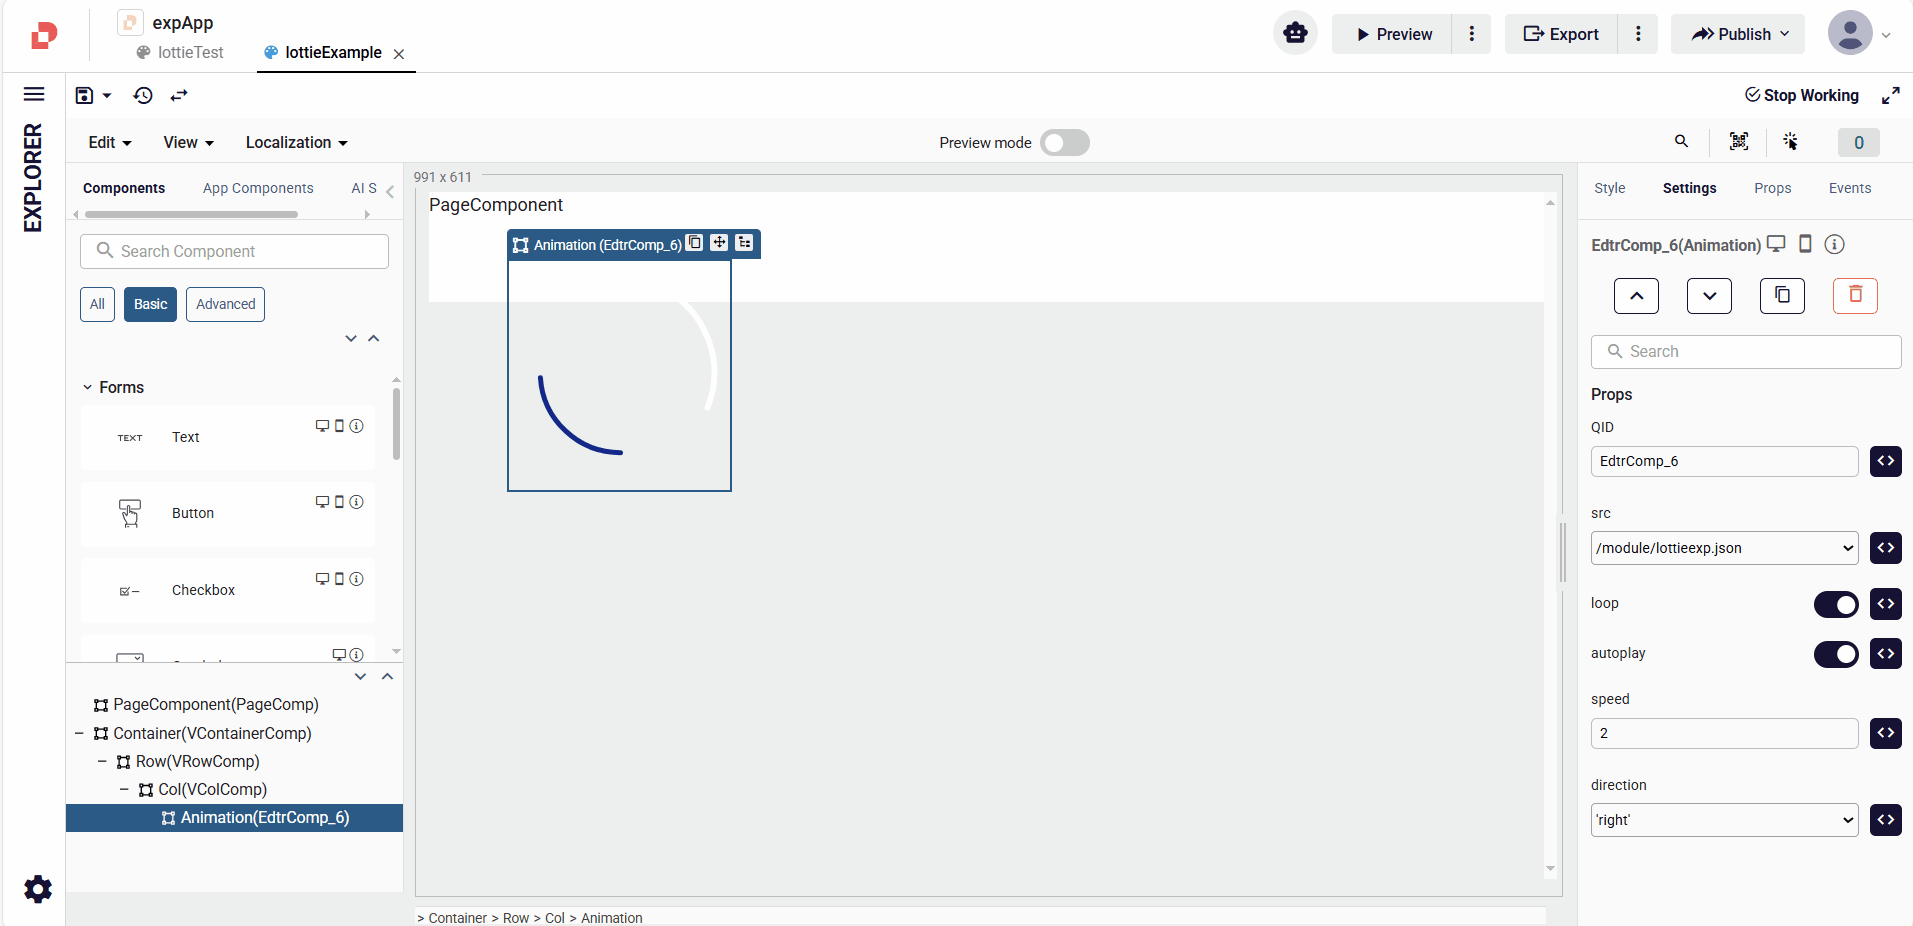 expApp
lottieTest
lottieExample
Preview
Export
Publish
EXPLORER
Stop Working
Edit
View
Localization
Preview mode
0
Components
App Components
AI S
Search Component
All
Basic
Advanced
Forms
TEXT
Text
Button
Checkbox
PageComponent(PageComp)
Container(VContainerComp)
Row(VRowComp)
Col(VColComp)
Animation(EdtrComp_6)
991 x 611
PageComponent
Animation (EdtrComp_6)
> Container > Row > Col > Animation
Style
Settings
Props
Events
EdtrComp_6(Animation)
Search
Props
QID
EdtrComp_6
src
/module/lottieexp.json
loop
autoplay
speed
2
direction
'right'